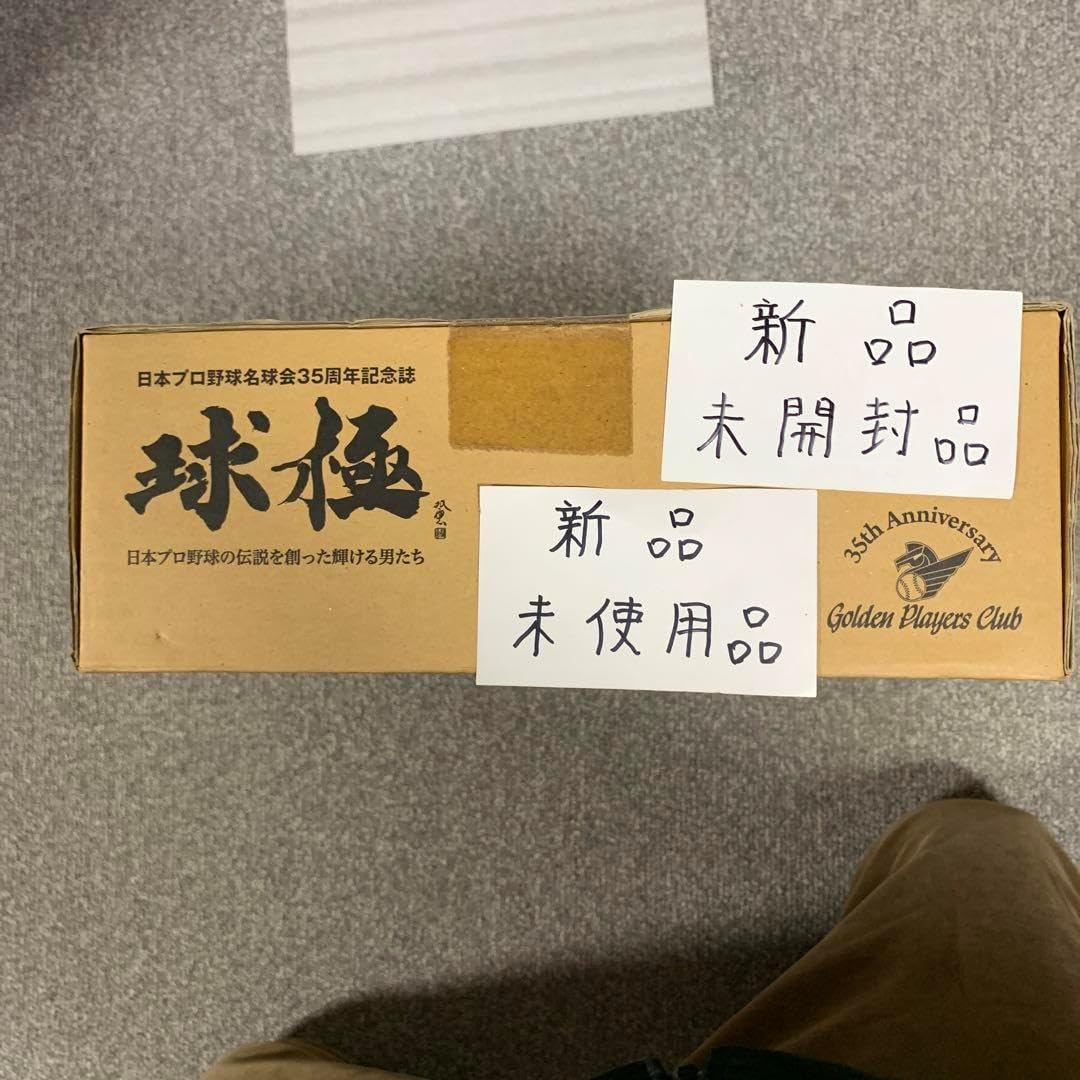 日本プロ野球名球会35周年記念誌
球極
日本プロ野球の伝説を創った輝ける男たち
新品
未開封品
新品
未使用品
35th Anniversary
Golden Players Club